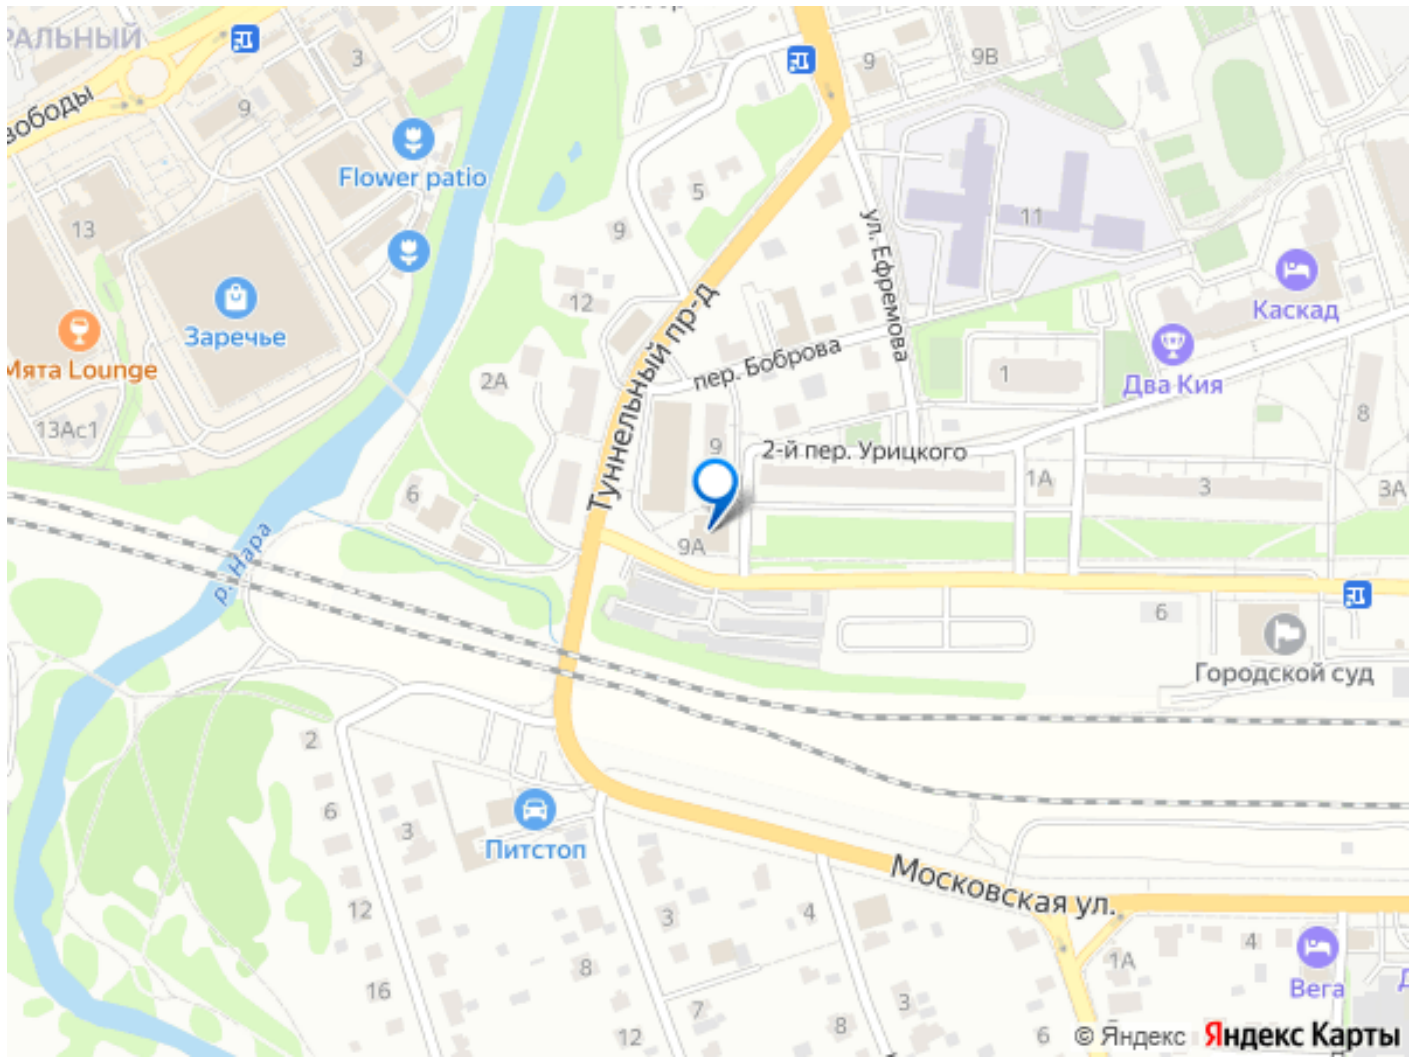 РАЛЬНЫЙ
3
9
9В
вободы
9
Flower patio
5
11
13
9
ул. Ефремова
12
Туннельный пр-д
Каскад
Заречье
пер. Боброва
Мята Lounge
2А
1
Два Кия
13Ас1
9
8
2-й пер. Урицкого
6
1А
3
3А
р. Нара
9А
6
Городской суд
2
6
3
Питстоп
Московская ул.
12
3
4
4
1А
8
16
7
3
Вега
12
8
6
© Яндекс Яндекс Карты